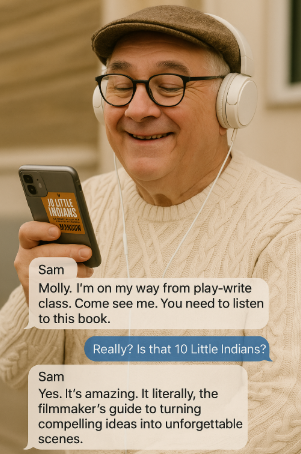 10 LITTLE
INDIANS
Sam
Molly. I'm on my way from play-write
class. Come see me. You need to listen
to this book.
Really? Is that 10 Little Indians?
Sam
Yes. It's amazing. It literally, the
filmmaker's guide to turning
compelling ideas into unforgettable
scenes.